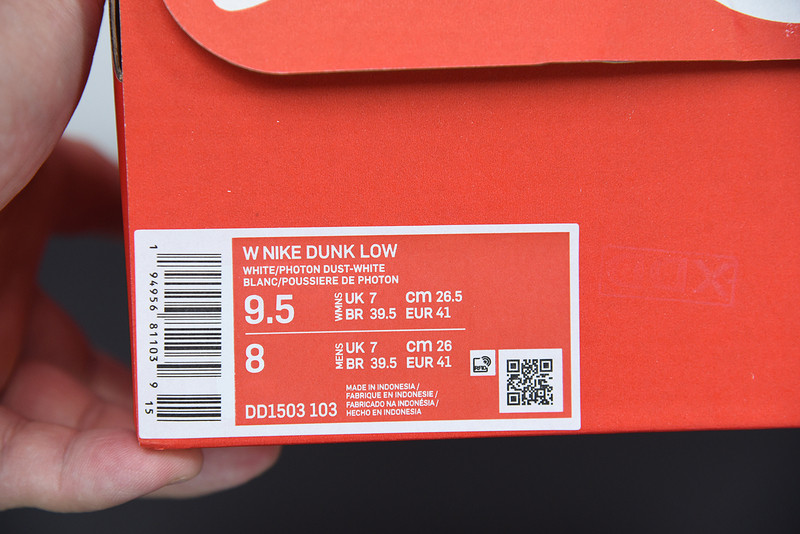 W NIKE DUNK LOW
WHITE/PHOTON DUST-WHITE
BLANC/POUSSIERE DE PHOTON
9.5 WMNS UK 7 cm 26.5
BR 39.5 EUR 41
8 MENS UK 7 cm 26
BR 39.5 EUR 41
DD1503 103
MADE IN INDONESIA /
FABRIQUE EN INDONESIE /
FABRICADO NA INDONÉSIA /
HECHO EN INDONESIA
1 94956 81103 9 15